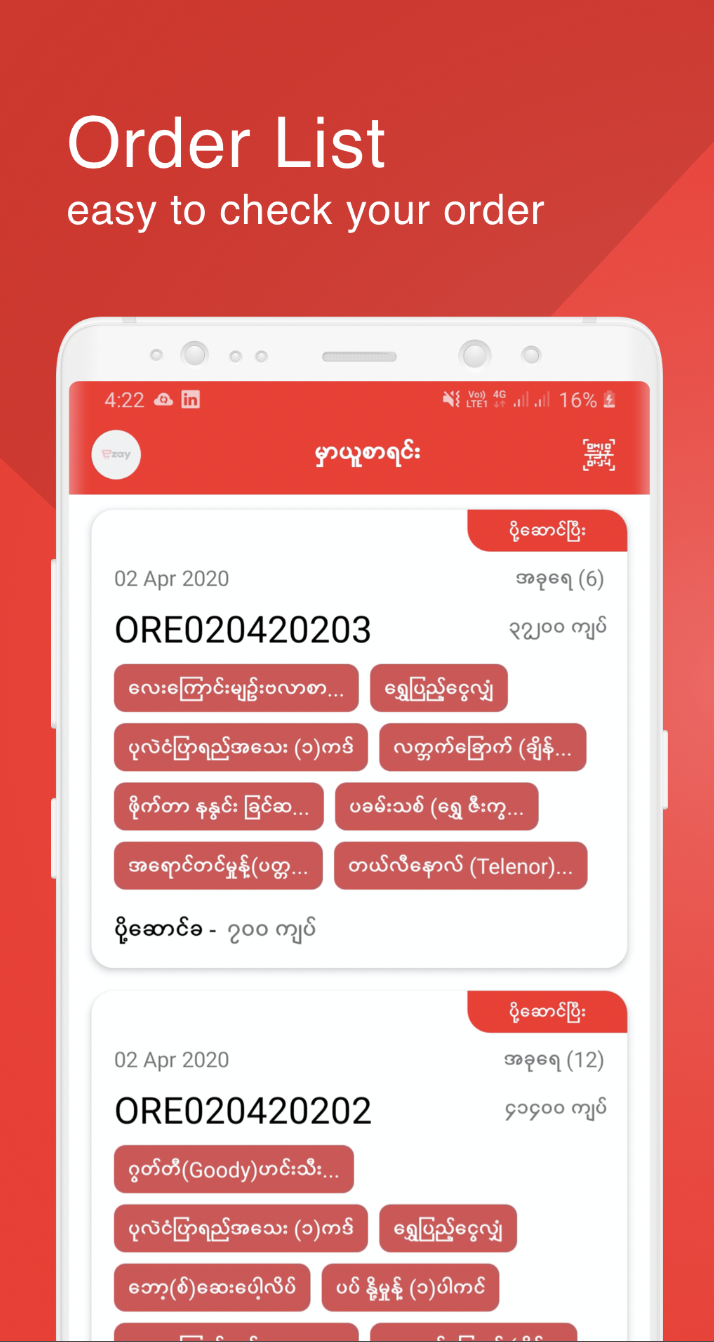 Order List
easy to check your order
4:22
Vo) 4G
LTE1
16%
ezay
မှာယူစာရင်း
ပို့ဆောင်ပြီး
02 Apr 2020
အခုရေ (6)
ORE020420203
၃၇၂၀၀ ကျပ်
လေးကြောင်းမျဉ်းဗလာစာ...
ရွှေပြည့်ငွေလျှံ
ပုလဲငံပြာရည်အသေး (၁)ကဒ်
လက္ဘက်ခြောက် (ချိန်...
ဖိုက်တာ နနွင်း ခြင်ဆ...
ပခမ်းသစ် (ရွှေ ဇီးကွ...
အရောင်တင်မှုန့်(ပတ္တ...
တယ်လီနောလ် (Telenor)...
ပို့ဆောင်ခ - ၇၀၀ ကျပ်
ပို့ဆောင်ပြီး
02 Apr 2020
အခုရေ (12)
ORE020420202
၄၁၄၀၀ ကျပ်
ဂွတ်တီ(Goody)ဟင်းသီး...
ပုလဲငံပြာရည်အသေး (၁)ကဒ်
ရွှေပြည့်ငွေလျှံ
ဘော့(စ်)ဆေးပေါ့လိပ်
ပပ် နို့မှုန့် (၁)ပါကင်